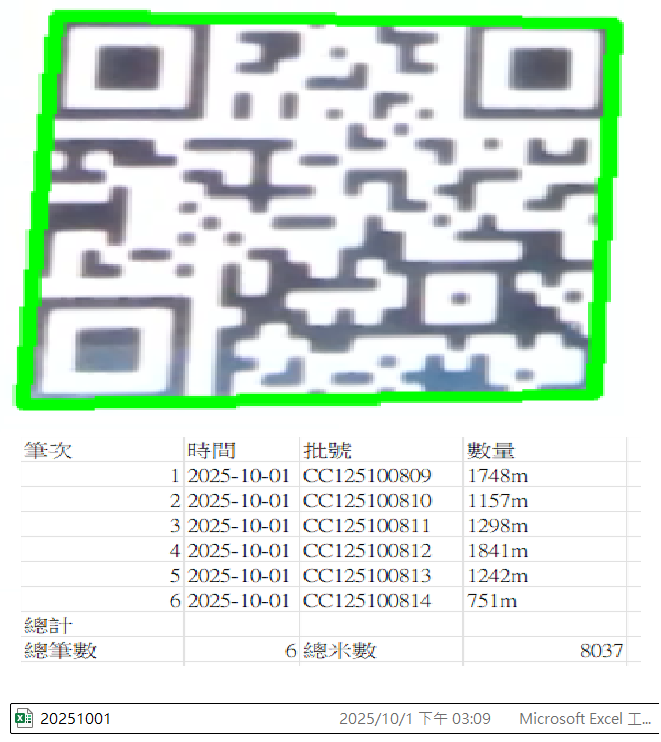 筆次 時間 批號 數量
1 2025-10-01 CC125100809 1748m
2 2025-10-01 CC125100810 1157m
3 2025-10-01 CC125100811 1298m
4 2025-10-01 CC125100812 1841m
5 2025-10-01 CC125100813 1242m
6 2025-10-01 CC125100814 751m
總計
總筆數 6 總米數 8037
20251001 2025/10/1 下午 03:09 Microsoft Excel 工...